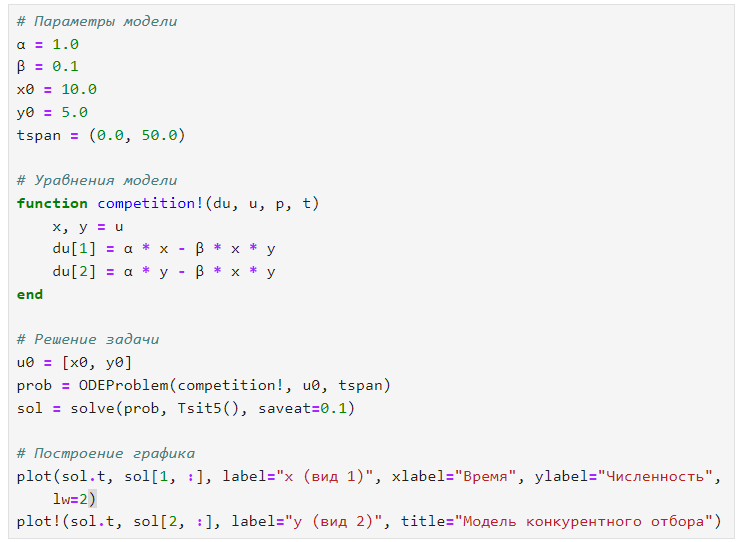 # Параметры модели
α = 1.0
β = 0.1
x0 = 10.0
y0 = 5.0
tspan = (0.0, 50.0)

# Уравнения модели
function competition!(du, u, p, t)
    x, y = u
    du[1] = α * x - β * x * y
    du[2] = α * y - β * x * y
end

# Решение задачи
u0 = [x0, y0]
prob = ODEProblem(competition!, u0, tspan)
sol = solve(prob, Tsit5(), saveat=0.1)

# Построение графика
plot(sol.t, sol[1, :], label="x (вид 1)", xlabel="Время", ylabel="Численность",
    lw=2)
plot!(sol.t, sol[2, :], label="y (вид 2)", title="Модель конкурентного отбора")